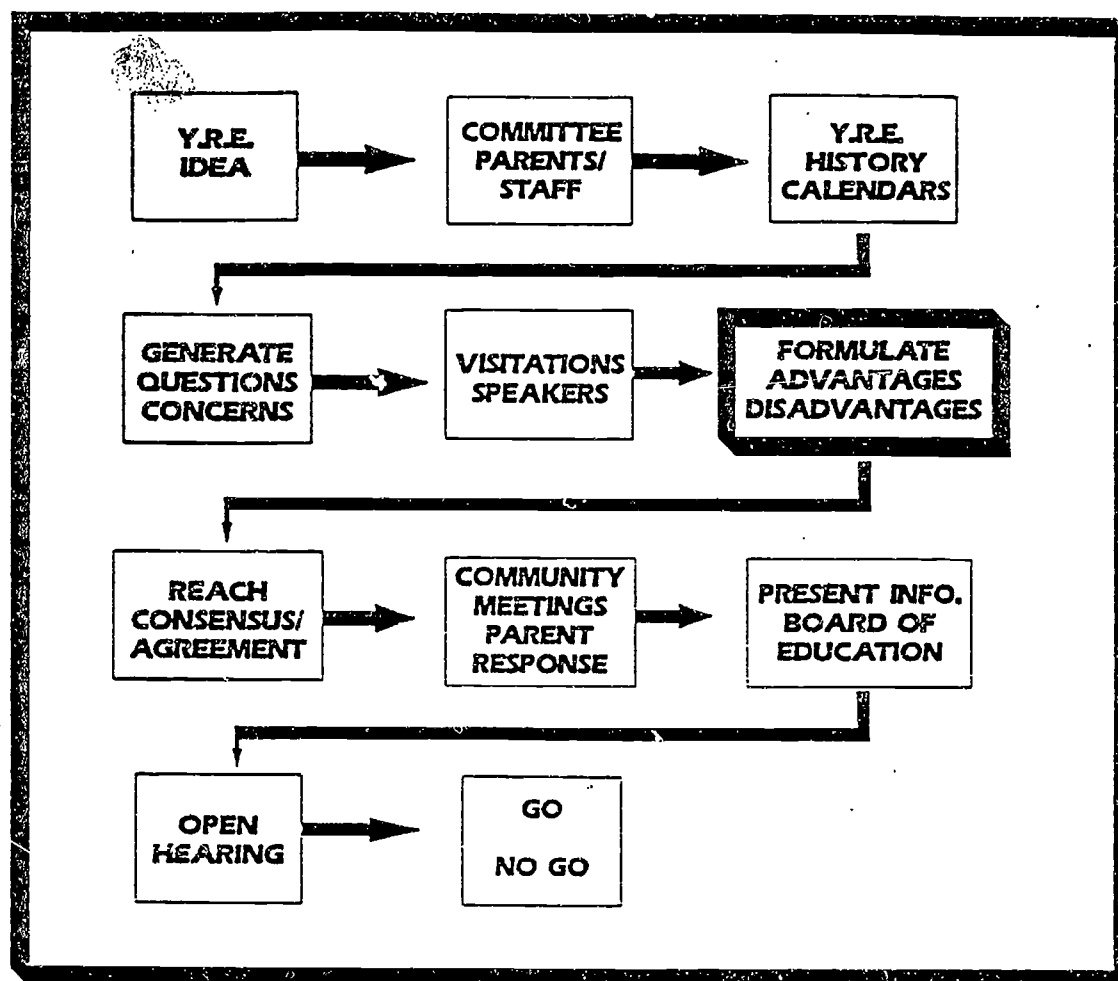 Y.R.E.
IDEA
COMMITTEE
PARENTS/
STAFF
Y.R.E.
HISTORY
CALENDARS
GENERATE
QUESTIONS
CONCERNS
VISITATIONS
SPEAKERS
FORMULATE
ADVANTAGES
DISADVANTAGES
REACH
CONSENSUS/
AGREEMENT
COMMUNITY
MEETINGS
PARENT
RESPONSE
PRESENT INFO.
BOARD OF
EDUCATION
OPEN
HEARING
GO
NO GO